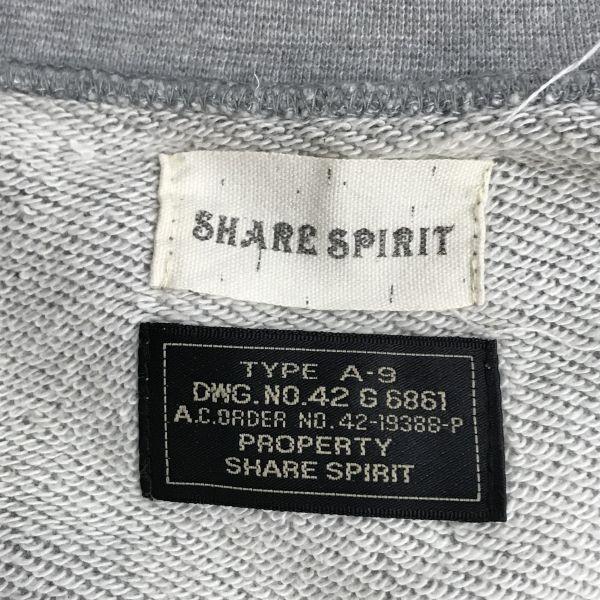 SHARE SPIRIT
TYPE A-9
DWG.NO.42 G 6861
A.C.ORDER NO. 42-19388-P
PROPERTY
SHARE SPIRIT